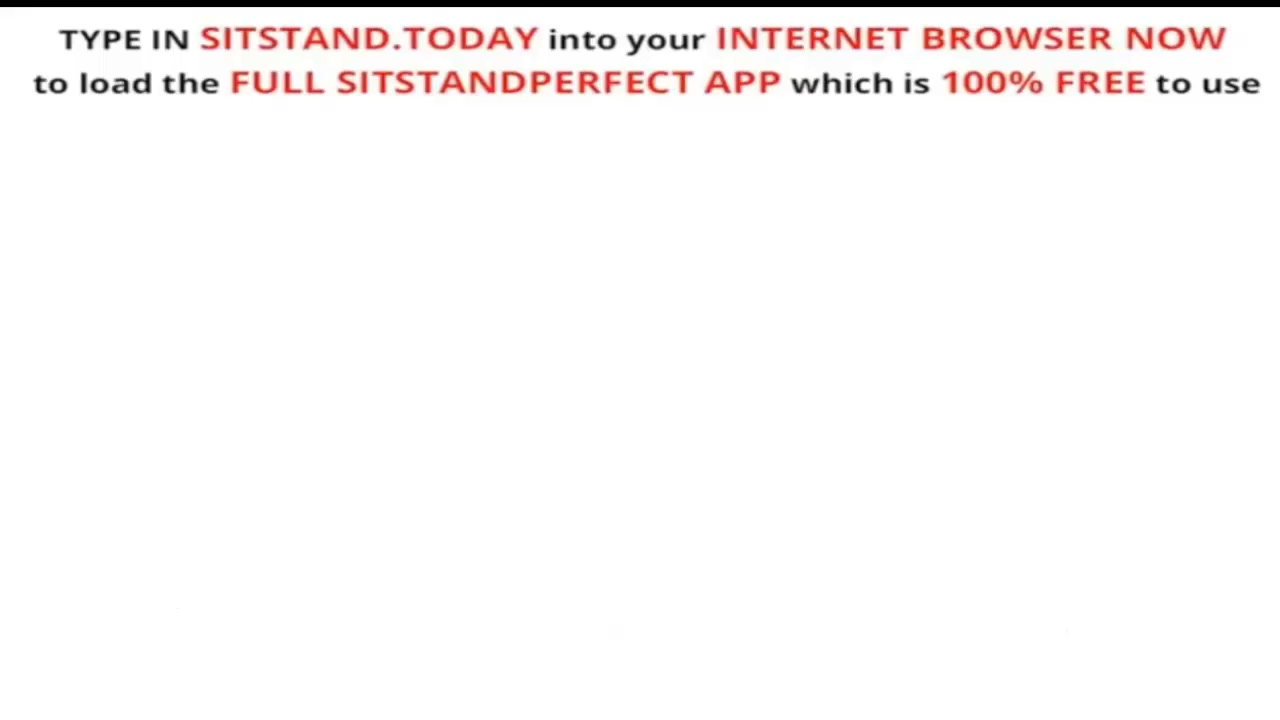 TYPE IN SITSTAND.TODAY into your INTERNET BROWSER NOW
to load the FULL SITSTANDPERFECT APP which is 100% FREE to use